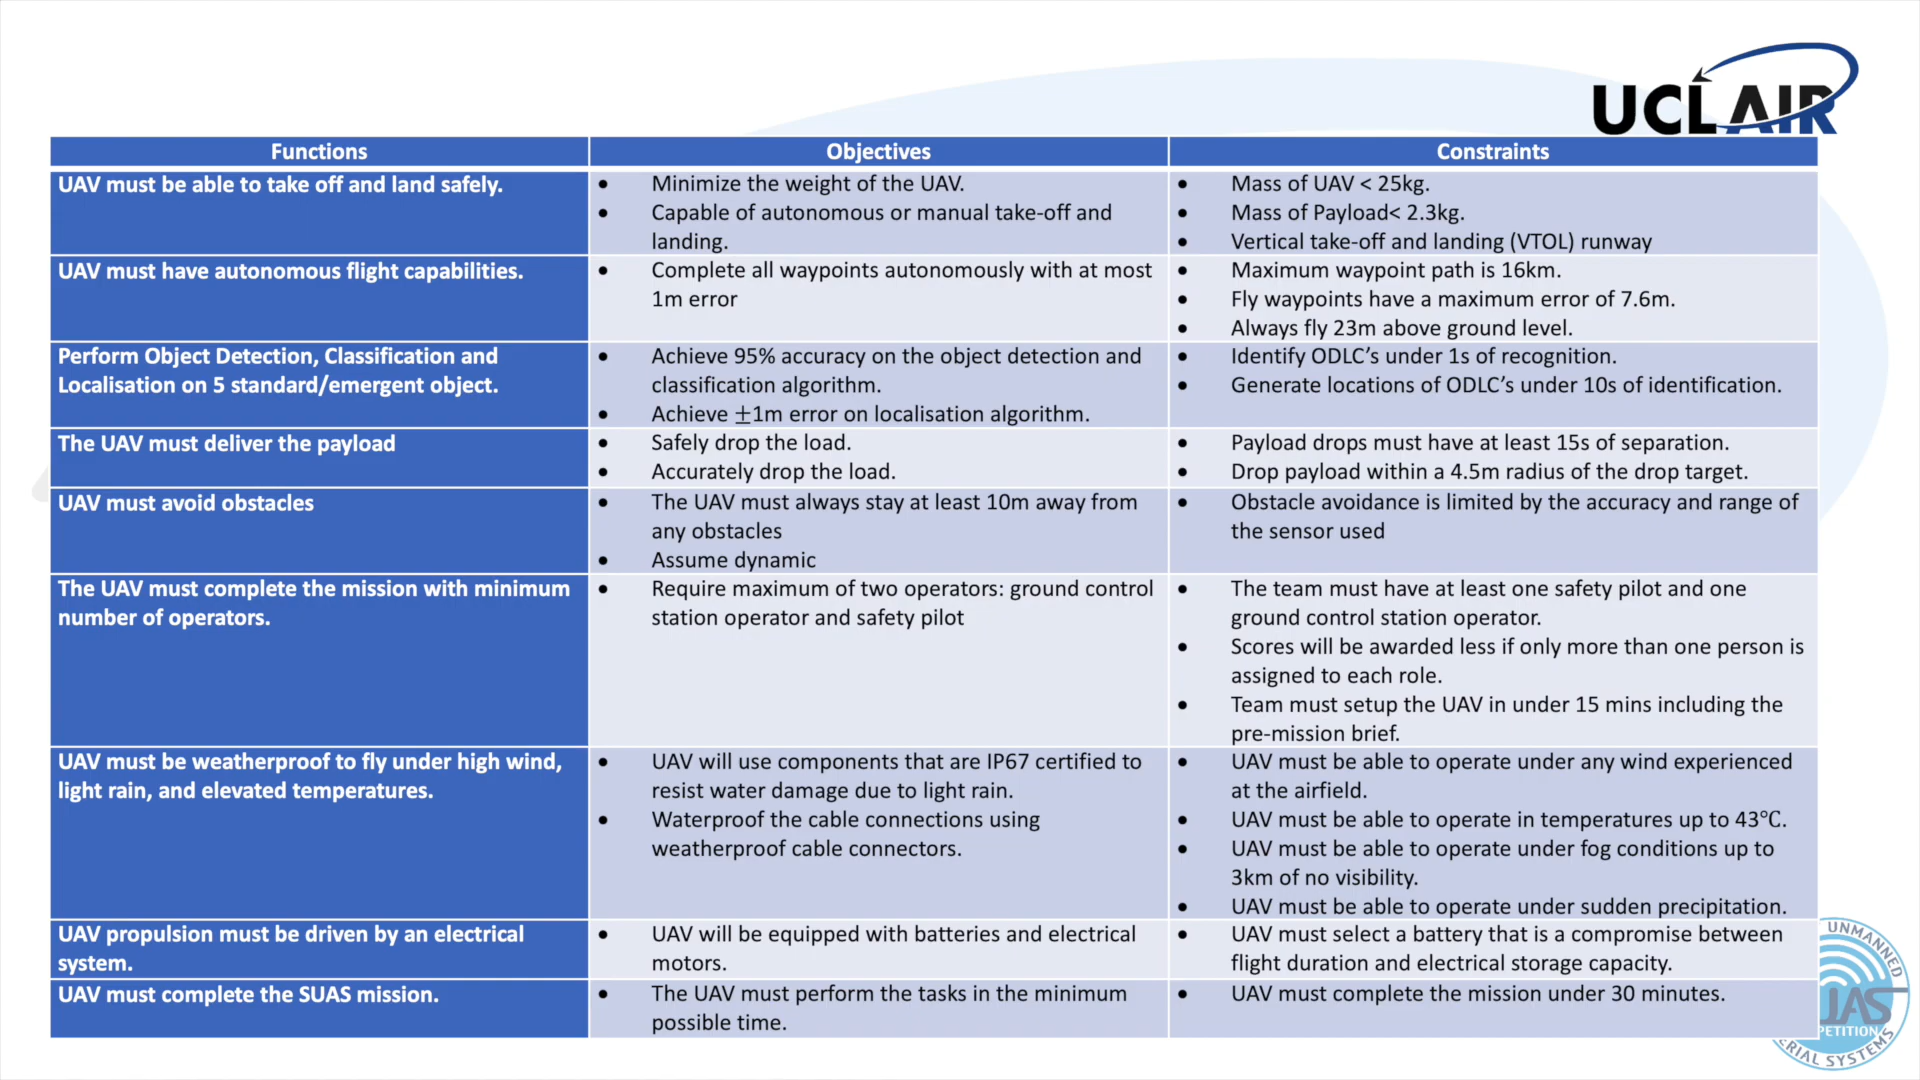 UCLAIR
Functions
Objectives
Constraints
UAV must be able to take off and land safely.
• Minimize the weight of the UAV.
• Capable of autonomous or manual take-off and
landing.
• Mass of UAV < 25kg.
• Mass of Payload< 2.3kg.
• Vertical take-off and landing (VTOL) runway
UAV must have autonomous flight capabilities.
• Complete all waypoints autonomously with at most
1m error
• Maximum waypoint path is 16km.
• Fly waypoints have a maximum error of 7.6m.
• Always fly 23m above ground level.
Perform Object Detection, Classification and
Localisation on 5 standard/emergent object.
• Achieve 95% accuracy on the object detection and
classification algorithm.
• Achieve ±1m error on localisation algorithm.
• Identify ODLC’s under 1s of recognition.
• Generate locations of ODLC’s under 10s of identification.
The UAV must deliver the payload
• Safely drop the load.
• Accurately drop the load.
• Payload drops must have at least 15s of separation.
• Drop payload within a 4.5m radius of the drop target.
UAV must avoid obstacles
• The UAV must always stay at least 10m away from
any obstacles
• Assume dynamic
• Obstacle avoidance is limited by the accuracy and range of
the sensor used
The UAV must complete the mission with minimum
number of operators.
• Require maximum of two operators: ground control
station operator and safety pilot
• The team must have at least one safety pilot and one
ground control station operator.
• Scores will be awarded less if only more than one person is
assigned to each role.
• Team must setup the UAV in under 15 mins including the
pre-mission brief.
UAV must be weatherproof to fly under high wind,
light rain, and elevated temperatures.
• UAV will use components that are IP67 certified to
resist water damage due to light rain.
• Waterproof the cable connections using
weatherproof cable connectors.
• UAV must be able to operate under any wind experienced
at the airfield.
• UAV must be able to operate in temperatures up to 43℃.
• UAV must be able to operate under fog conditions up to
3km of no visibility.
• UAV must be able to operate under sudden precipitation.
UAV propulsion must be driven by an electrical
system.
• UAV will be equipped with batteries and electrical
motors.
• UAV must select a battery that is a compromise between
flight duration and electrical storage capacity.
UAV must complete the SUAS mission.
• The UAV must perform the tasks in the minimum
possible time.
• UAV must complete the mission under 30 minutes.
UNMANNED
UAS
PETITION
ERIAL SYSTEMS